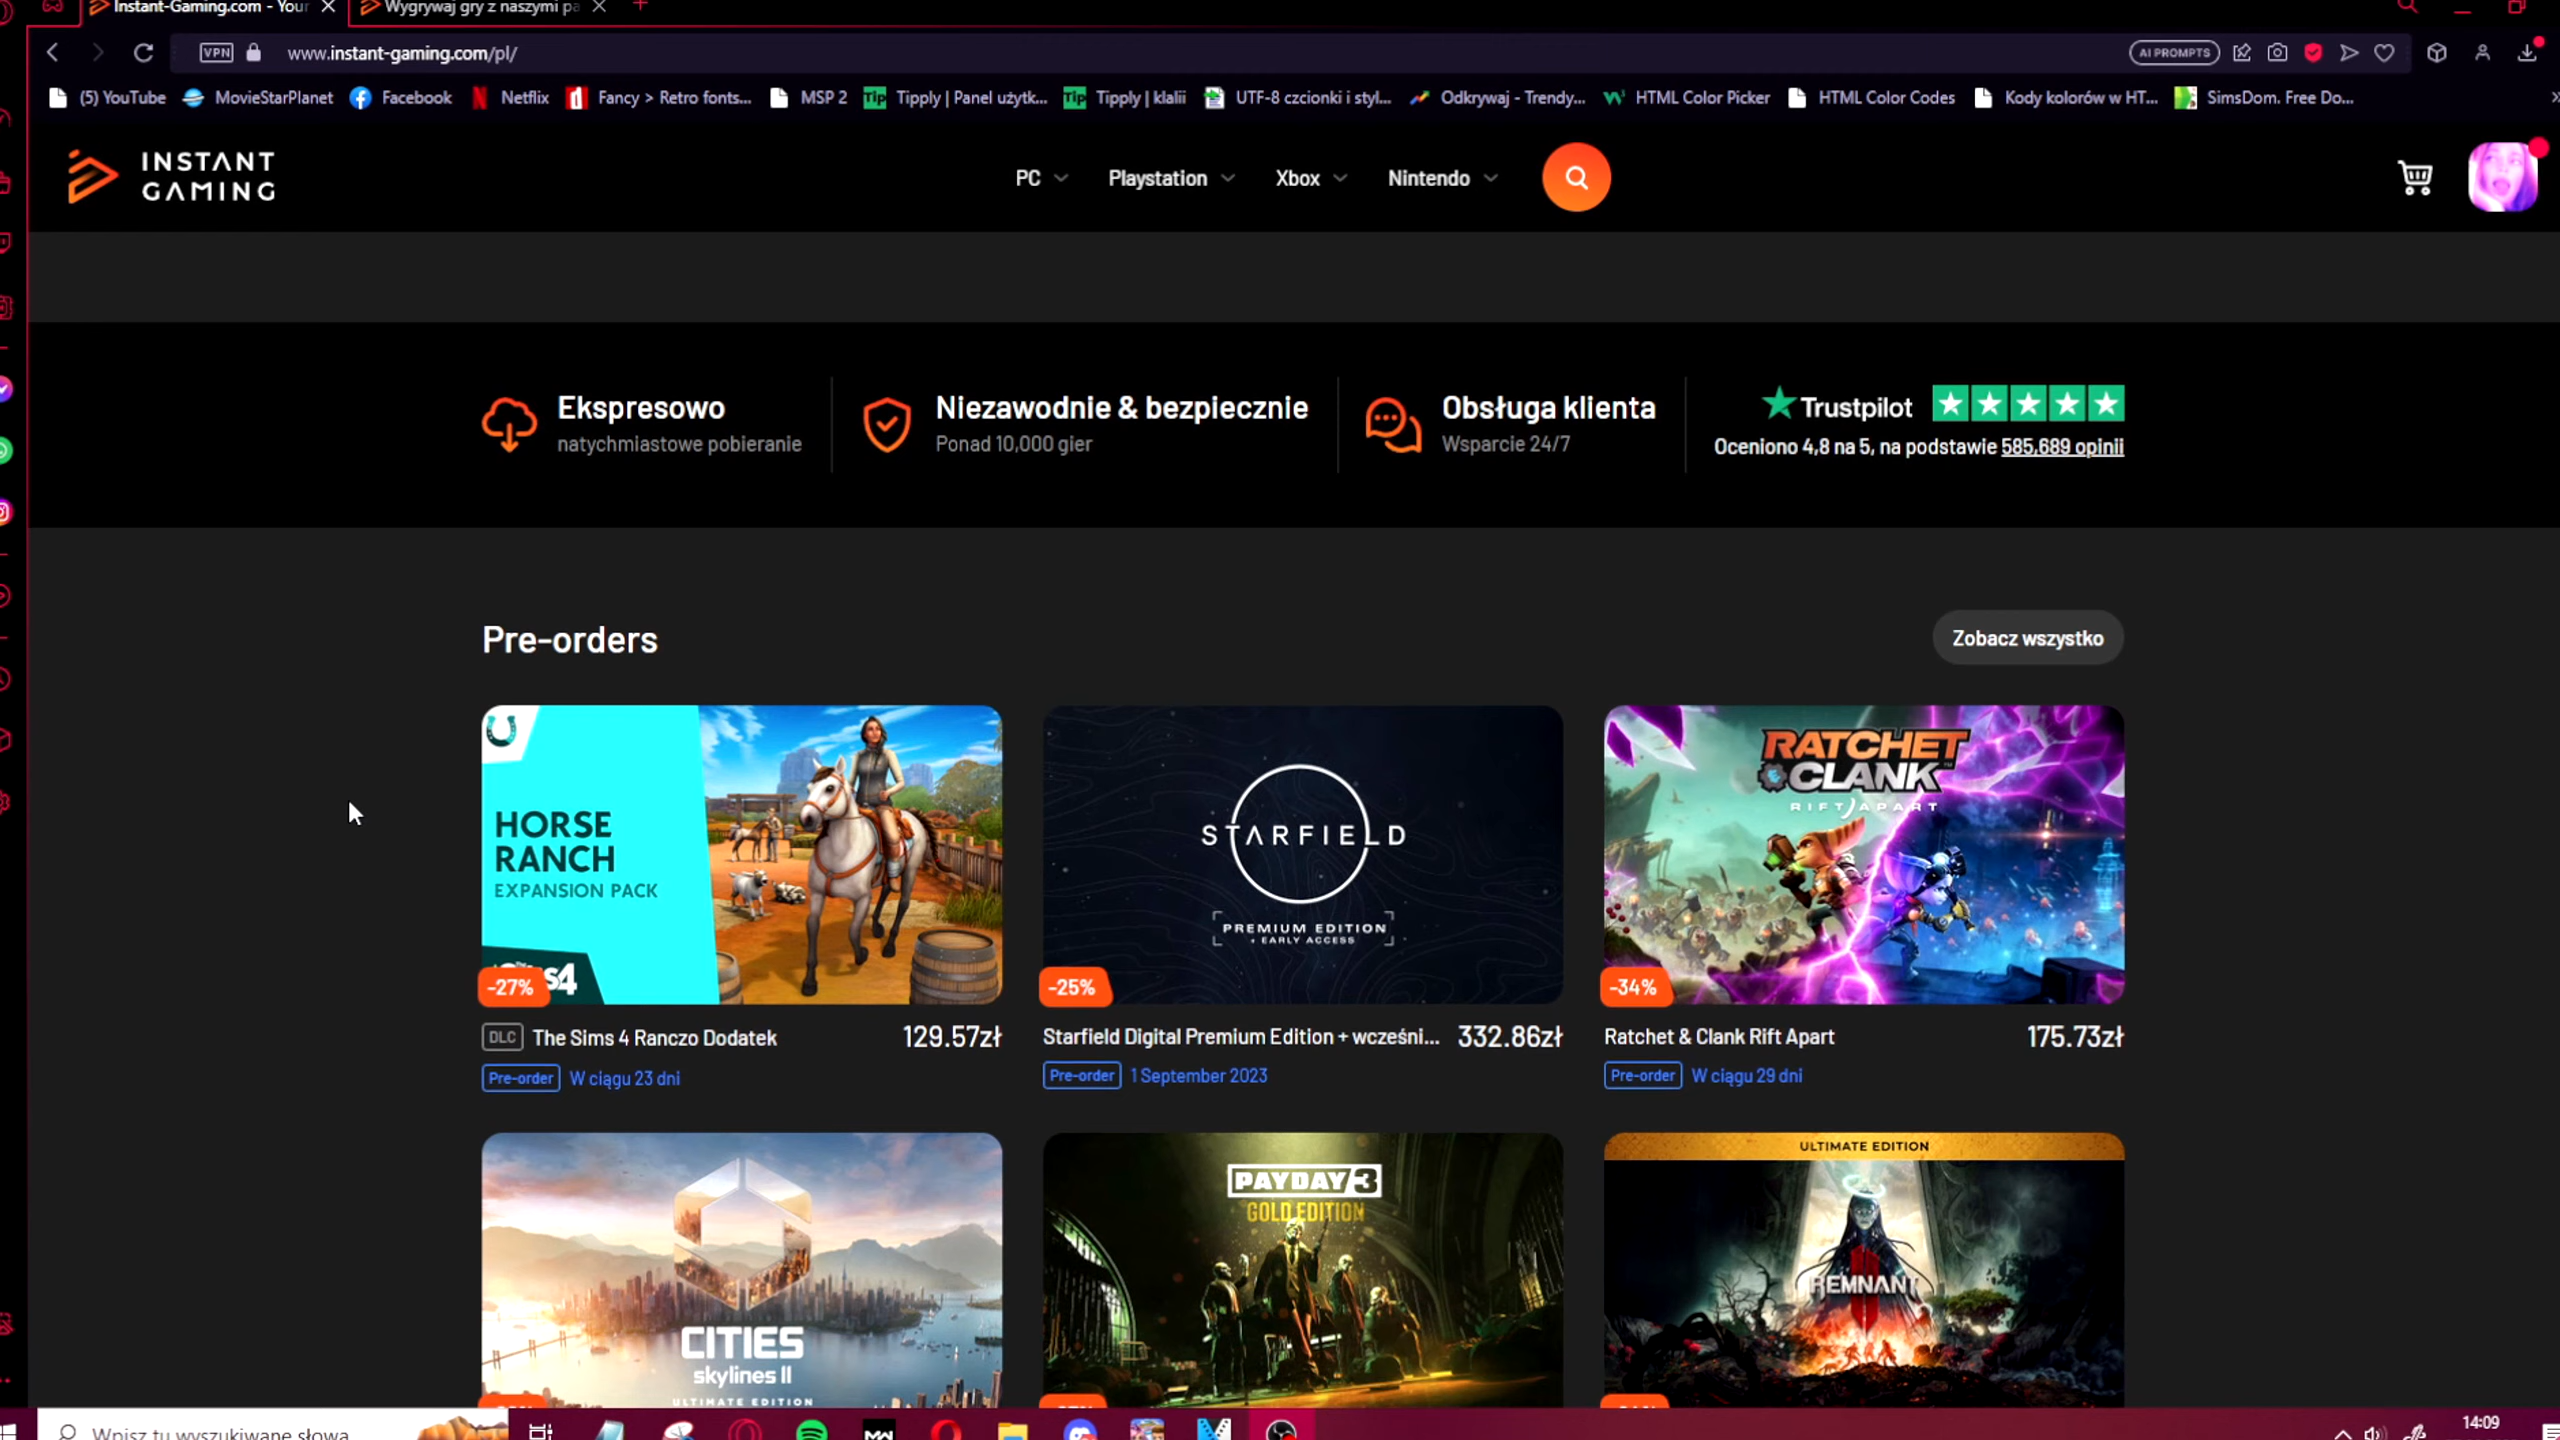 Instant-Gaming.com - Your
Wygrywaj gry z naszymi pa
VPN
www.instant-gaming.com/pl/
AI PROMPTS
(5) YouTube
MovieStarPlanet
Facebook
Netflix
Fancy > Retro fonts...
MSP 2
Tipply | Panel użytk...
Tipply | klalii
UTF-8 czcionki i styl...
Odkrywaj - Trendy...
HTML Color Picker
HTML Color Codes
Kody kolorów w HT...
SimsDom. Free Do...
INSTANT
GAMING
PC
Playstation
Xbox
Nintendo
Ekspresowo
natychmiastowe pobieranie
Niezawodnie & bezpiecznie
Ponad 10,000 gier
Obsługa klienta
Wsparcie 24/7
Trustpilot
Oceniono 4,8 na 5, na podstawie 585,689 opinii
Pre-orders
Zobacz wszystko
HORSE
RANCH
EXPANSION PACK
-27%
DLC The Sims 4 Ranczo Dodatek 129.57zł
Pre-order W ciągu 23 dni
STARFIELD
PREMIUM EDITION
+ EARLY ACCESS
-25%
Starfield Digital Premium Edition + wcześni... 332.86zł
Pre-order 1 September 2023
RATCHET
CLANK
RIFT APART
-34%
Ratchet & Clank Rift Apart 175.73zł
Pre-order W ciągu 29 dni
CITIES
skylines II
ULTIMATE EDITION
PAYDAY 3
GOLD EDITION
ULTIMATE EDITION
REMNANT
II
Wpisz tu wyszukiwane słowa
14:09